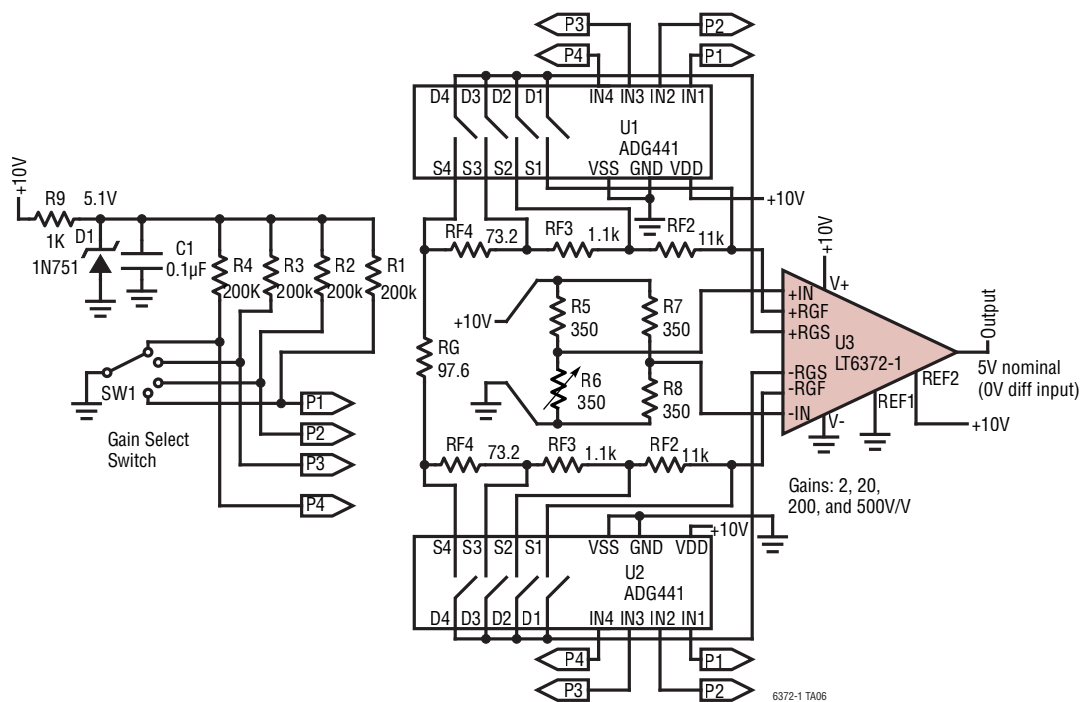 P3
P2
P4
P1
D4 D3 D2 D1 IN4 IN3 IN2 IN1
U1
ADG441
S4 S3 S2 S1 VSS GND VDD
+10V
+10V
R9 5.1V
1K D1
1N751
C1
0.1µF
R4
200K
R3
200k
R2
200k
R1
200k
SW1
Gain Select
Switch
P1
P2
P3
P4
RF4 73.2 RF3 1.1k RF2 11k
+10V
R5
350
R7
350
RG
97.6
R6
350
R8
350
+10V
V+
+IN
+RGF
+RGS
U3
LT6372-1
-RGS
-RGF
-IN
V-
REF1
REF2
+10V
Output
5V nominal
(0V diff input)
RF4 73.2 RF3 1.1k RF2 11k
Gains: 2, 20,
200, and 500V/V
+10V
S4 S3 S2 S1 VSS GND VDD
U2
ADG441
D4 D3 D2 D1 IN4 IN3 IN2 IN1
P4
P1
P3
P2
6372-1 TA06